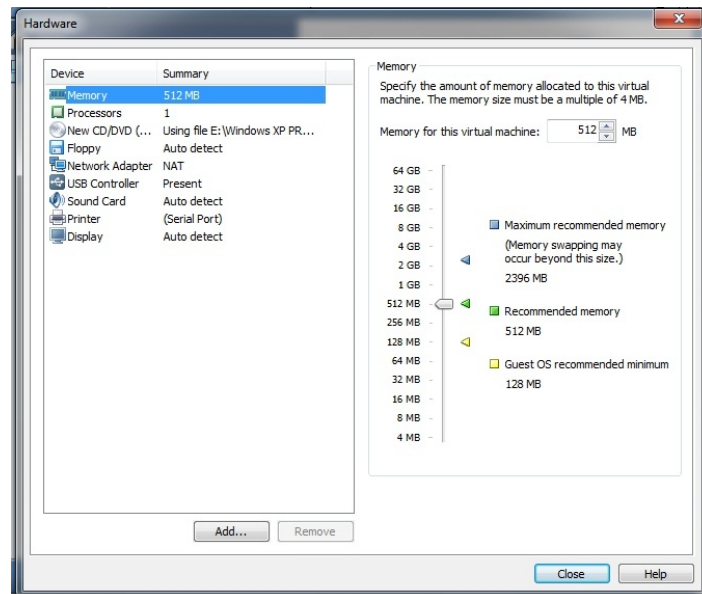 Hardware
Device Summary
Memory 512 MB
Processors 1
New CD/DVD (... Using file E:\Windows XP PR...
Floppy Auto detect
Network Adapter NAT
USB Controller Present
Sound Card Auto detect
Printer (Serial Port)
Display Auto detect
Add... Remove
Memory
Specify the amount of memory allocated to this virtual
machine. The memory size must be a multiple of 4 MB.
Memory for this virtual machine: 512 MB
64 GB
32 GB
16 GB
8 GB
4 GB
2 GB
1 GB
512 MB
256 MB
128 MB
64 MB
32 MB
16 MB
8 MB
4 MB
Maximum recommended memory
(Memory swapping may
occur beyond this size.)
2396 MB
Recommended memory
512 MB
Guest OS recommended minimum
128 MB
Close Help